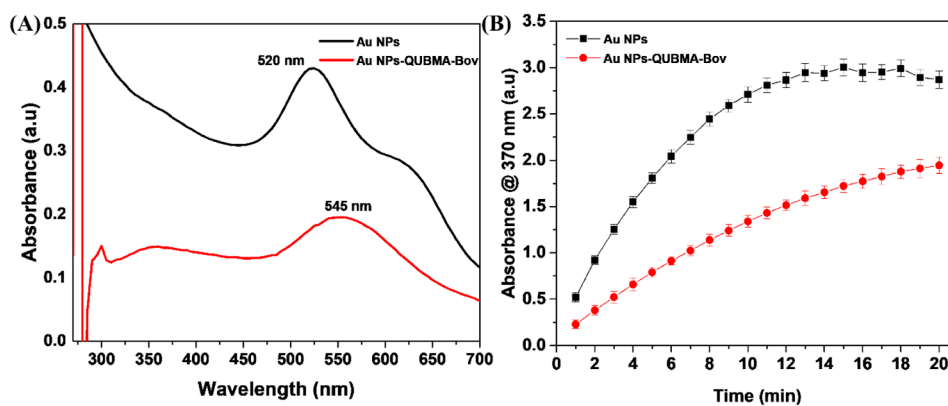 (A)
Au NPs
Au NPs-QUBMA-Bov
520 nm
545 nm
Absorbance (a.u)
0.5
0.4
0.3
0.2
0.1
0.0
300 350 400 450 500 550 600 650 700
Wavelength (nm)
(B)
Au NPs
Au NPs-QUBMA-Bov
Absorbance @ 370 nm (a.u)
3.5
3.0
2.5
2.0
1.5
1.0
0.5
0.0
0 2 4 6 8 10 12 14 16 18 20
Time (min)